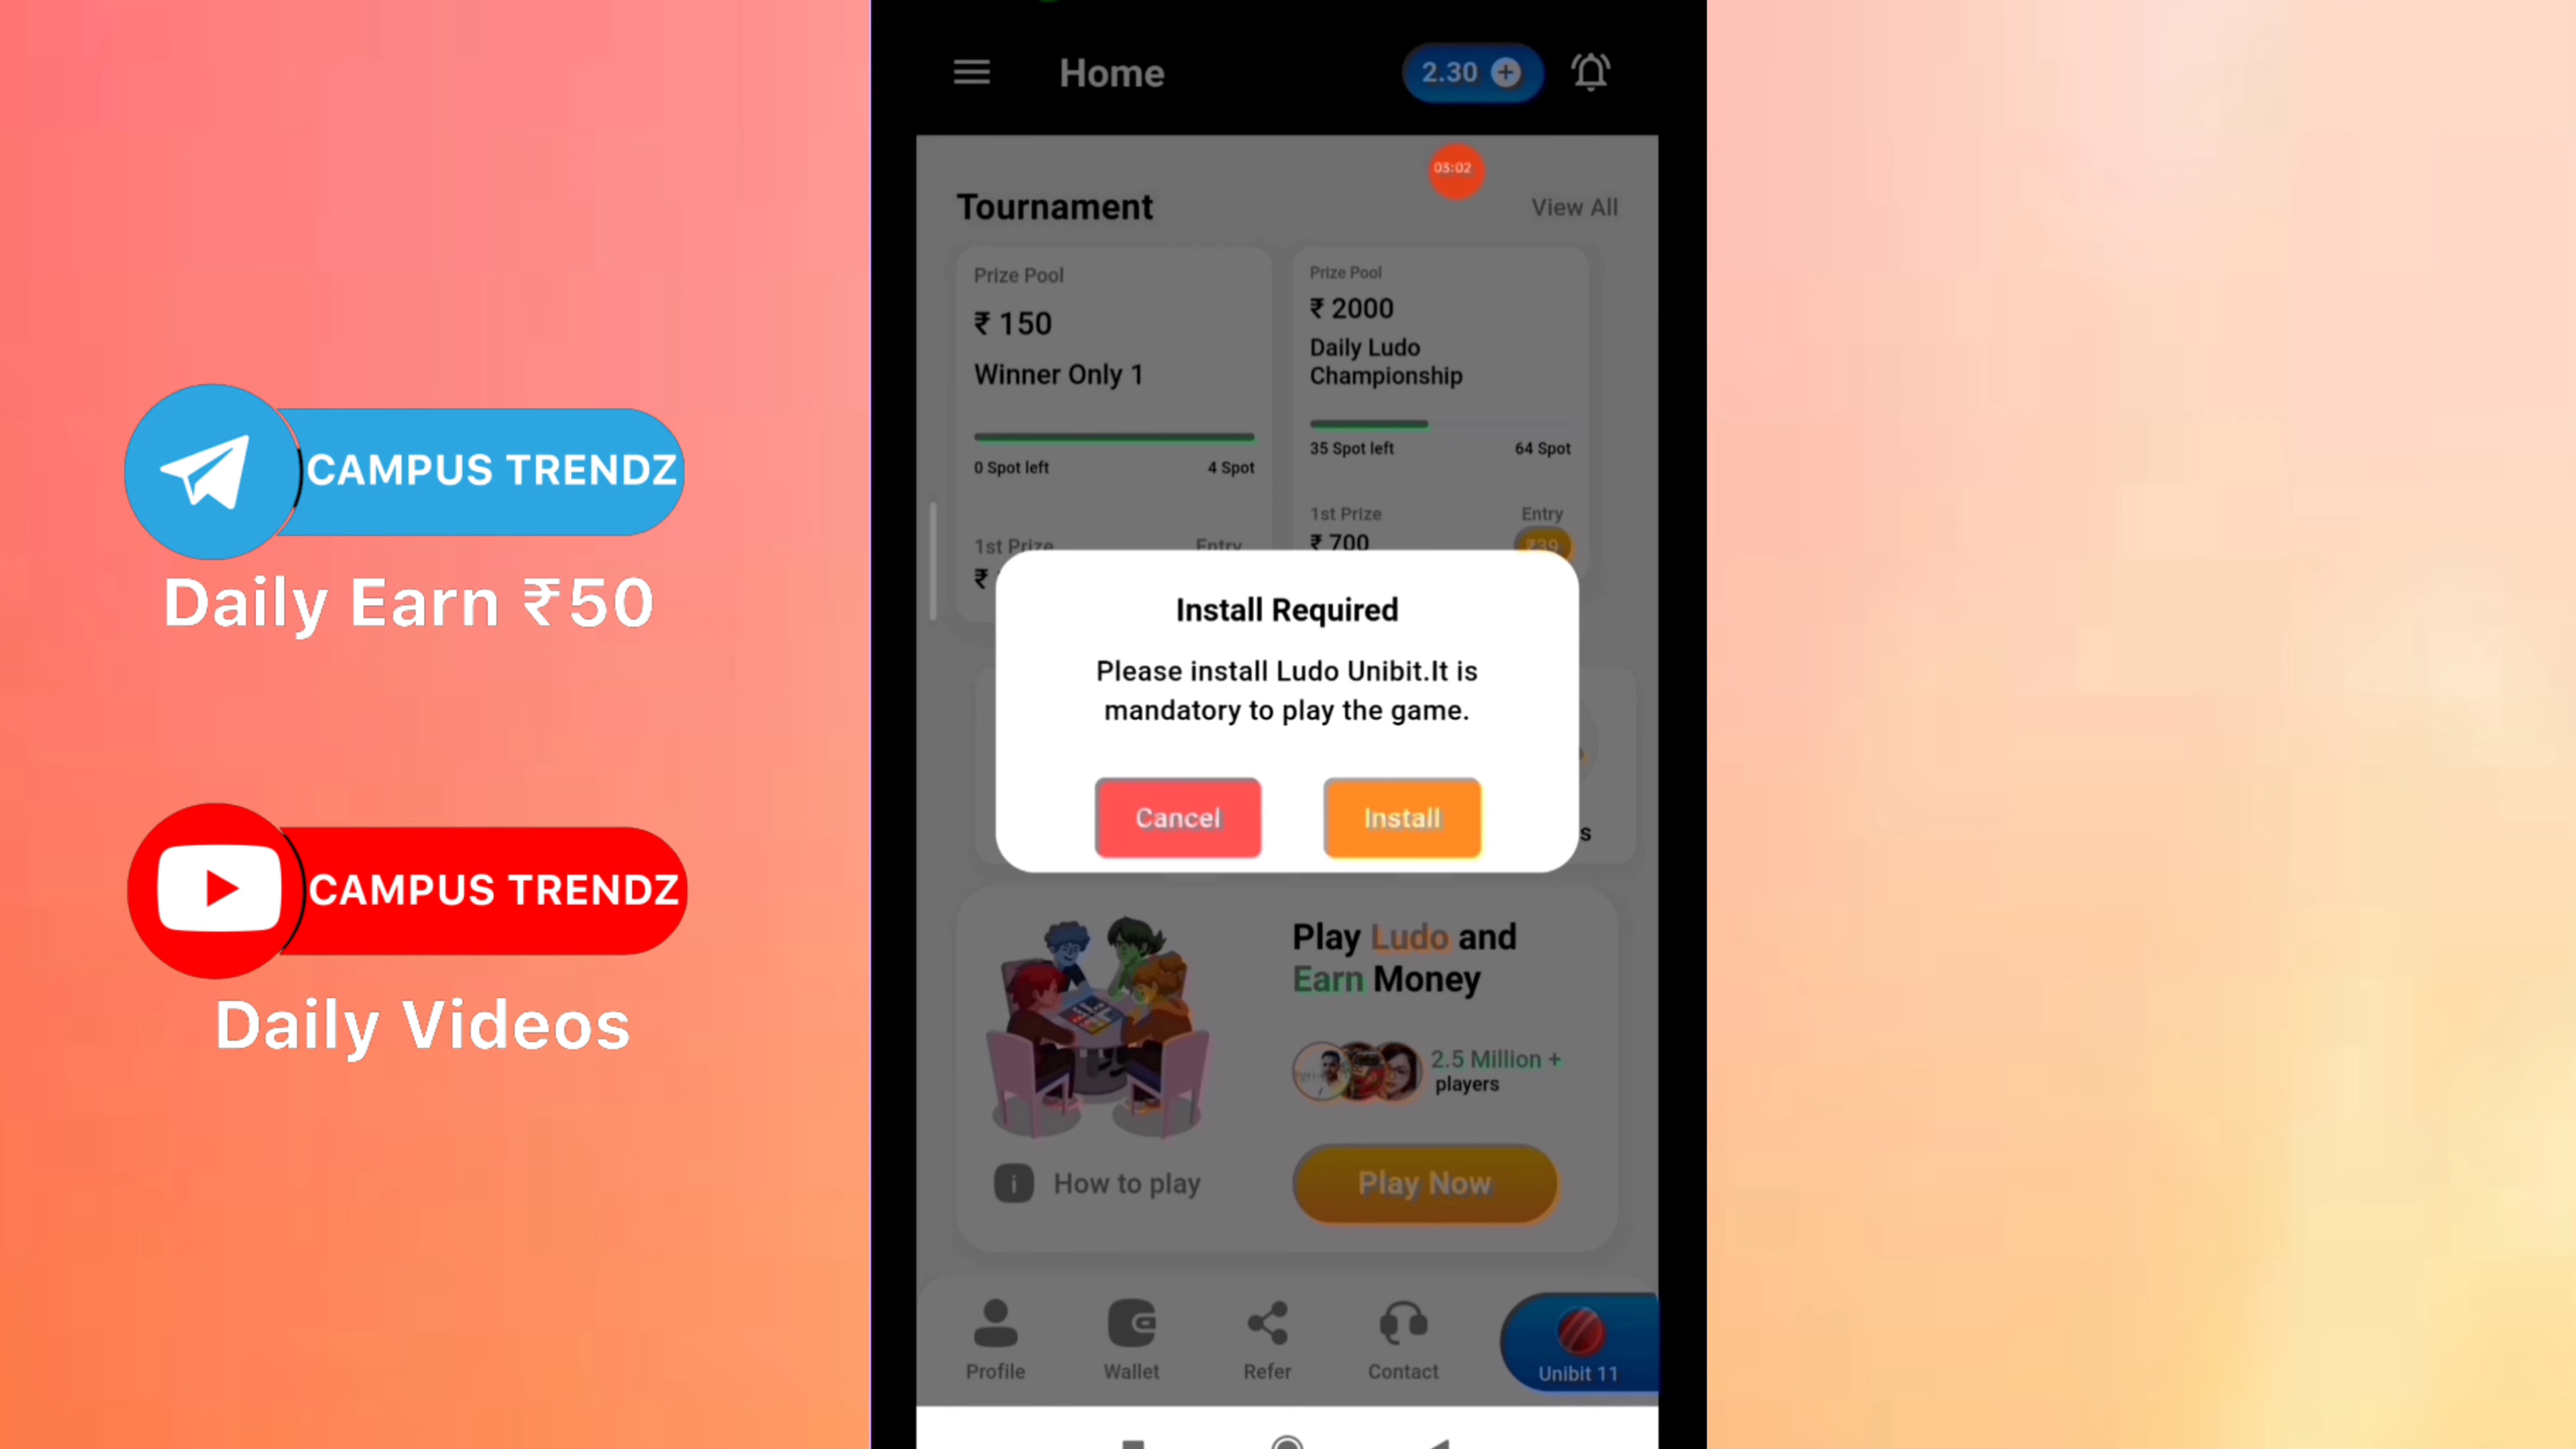 CAMPUS TRENDZ
Daily Earn ₹50
CAMPUS TRENDZ
Daily Videos
Home
2.30
03:02
Tournament
View All
Prize Pool
₹ 150
Winner Only 1
0 Spot left
4 Spot
1st Prize
Entry
₹
Prize Pool
₹ 2000
Daily Ludo
Championship
35 Spot left
64 Spot
1st Prize
Entry
₹ 700
₹39
Install Required
Please install Ludo Unibit.It is
mandatory to play the game.
Cancel
Install
s
Play Ludo and
Earn Money
2.5 Million +
players
How to play
Play Now
Profile
Wallet
Refer
Contact
Unibit 11